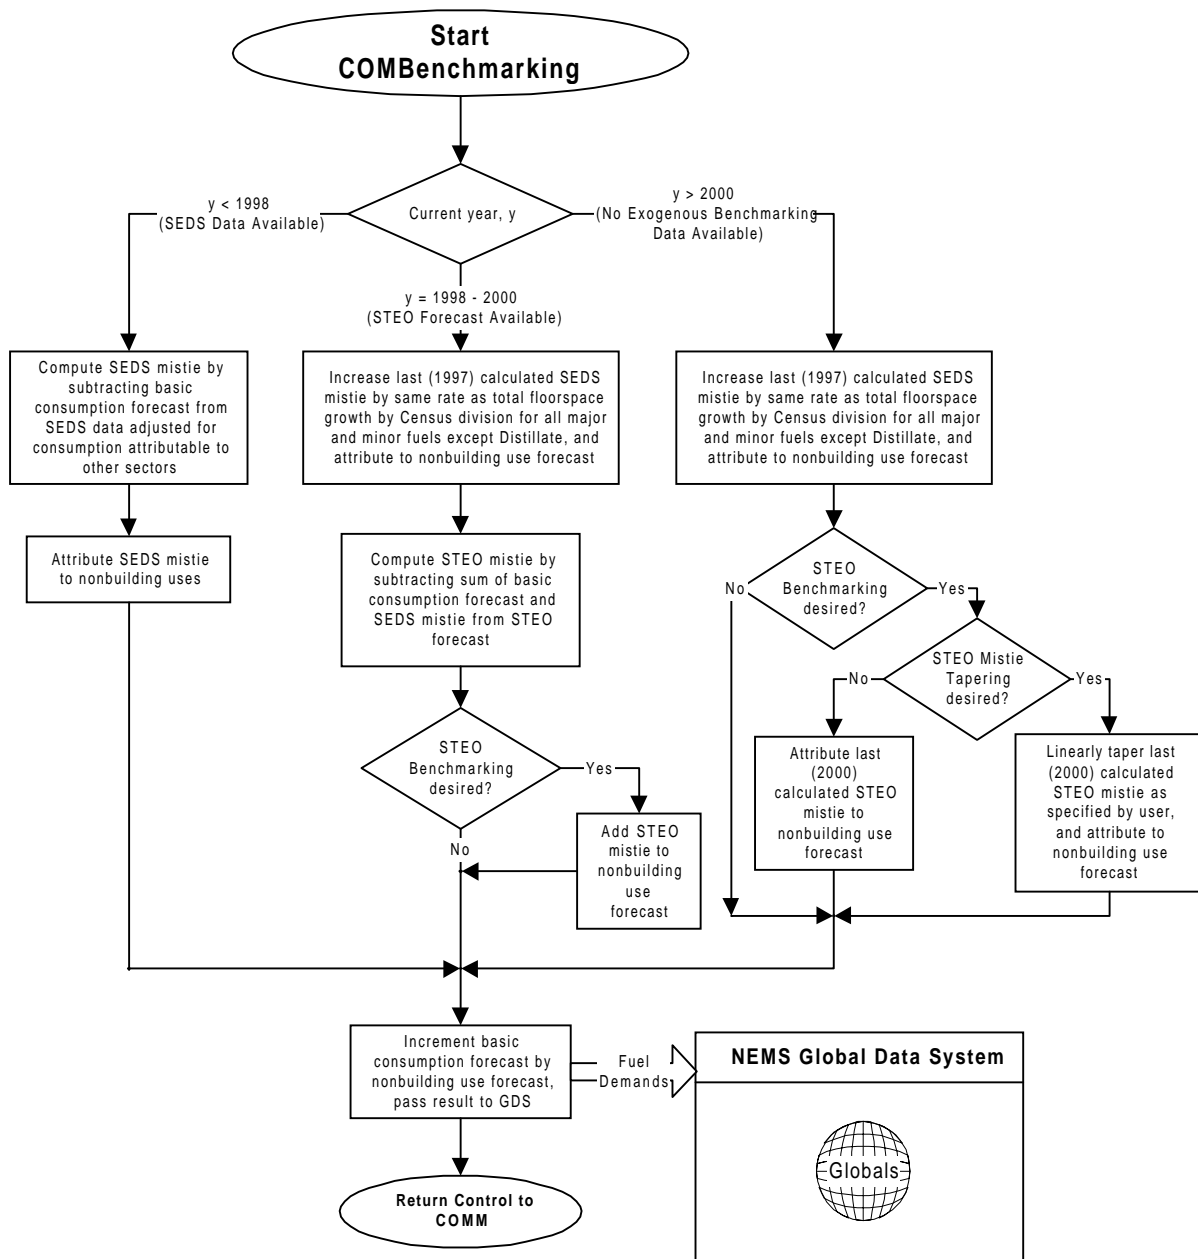 Start
COMBenchmarking
Current year, y
y < 1998
(SEDS Data Available)
y > 2000
(No Exogenous Benchmarking
Data Available)
y = 1998 - 2000
(STEO Forecast Available)
Compute SEDS mistie by
subtracting basic
consumption forecast from
SEDS data adjusted for
consumption attributable to
other sectors
Attribute SEDS mistie
to nonbuilding uses
Increase last (1997) calculated SEDS
mistie by same rate as total floorspace
growth by Census division for all major
and minor fuels except Distillate, and
attribute to nonbuilding use forecast
Compute STEO mistie by
subtracting sum of basic
consumption forecast and
SEDS mistie from STEO
forecast
STEO
Benchmarking
desired?
Yes
No
Add STEO
mistie to
nonbuilding
use
forecast
Increase last (1997) calculated SEDS
mistie by same rate as total floorspace
growth by Census division for all major
and minor fuels except Distillate, and
attribute to nonbuilding use forecast
STEO
Benchmarking
desired?
No
Yes
STEO Mistie
Tapering
desired?
No
Yes
Attribute last
(2000)
calculated STEO
mistie to
nonbuilding use
forecast
Linearly taper last
(2000) calculated
STEO mistie as
specified by user,
and attribute to
nonbuilding use
forecast
Increment basic
consumption forecast by
nonbuilding use forecast,
pass result to GDS
Fuel
Demands
NEMS Global Data System
Globals
Return Control to
COMM